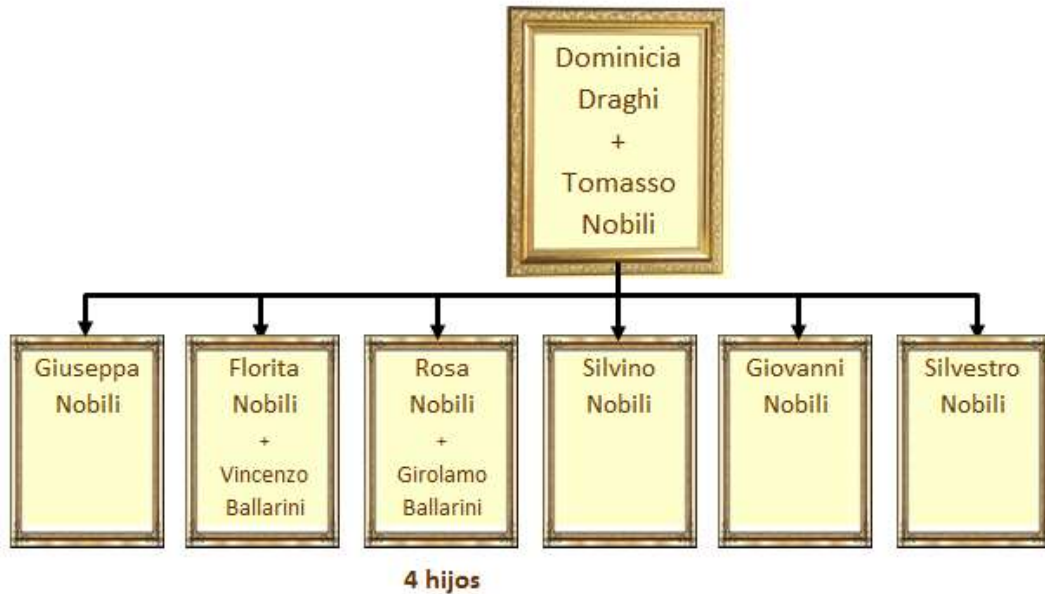 Dominicia
Draghi
+
Tomasso
Nobili
Giuseppa
Nobili
Florita
Nobili
+
Vincenzo
Ballarini
Rosa
Nobili
+
Girolamo
Ballarini
Silvino
Nobili
Giovanni
Nobili
Silvestro
Nobili
4 hijos